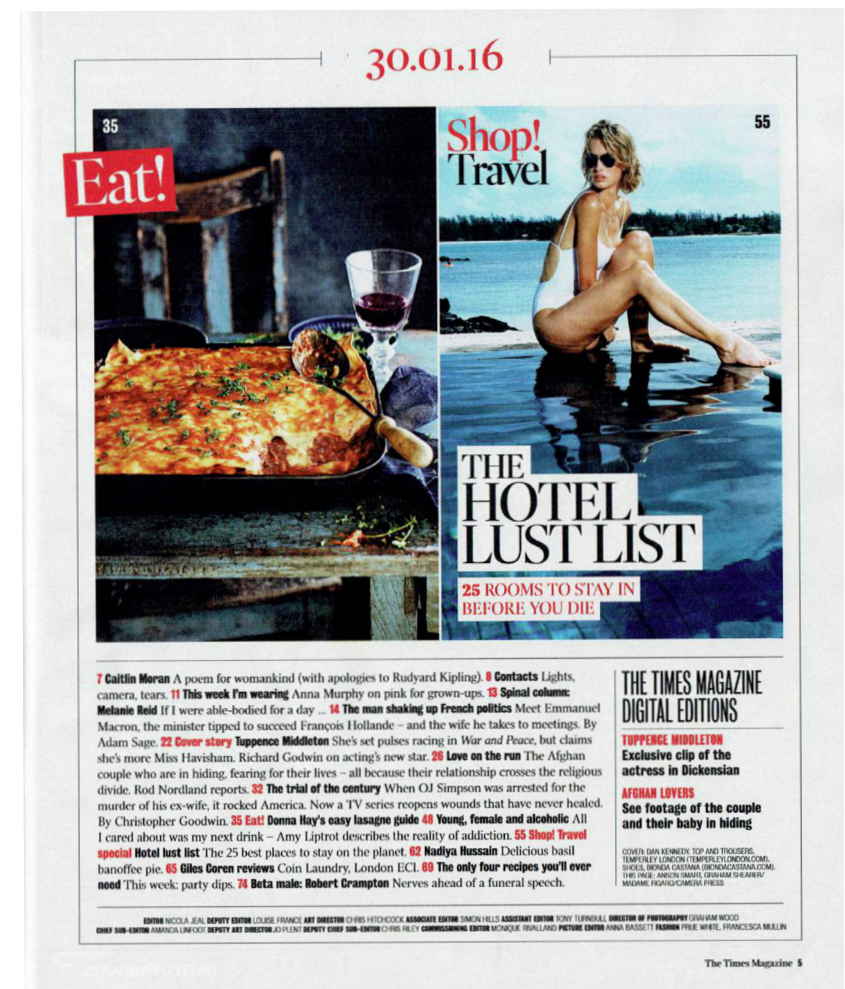 30.01.16
35
Eat!
Shop!
Travel
55
THE
HOTEL
LUST LIST
25 ROOMS TO STAY IN
BEFORE YOU DIE
7 Caitlin Moran A poem for womankind (with apologies to Rudyard Kipling). 8 Contacts Lights,
camera, tears. 11 This week I'm wearing Anna Murphy on pink for grown-ups. 13 Spinal column:
Melanie Reid If I were able-bodied for a day ... 14 The man shaking up French politics Meet Emmanuel
Macron, the minister tipped to succeed François Hollande – and the wife he takes to meetings. By
Adam Sage. 22 Cover story Tuppence Middleton She's set pulses racing in War and Peace, but claims
she's more Miss Havisham. Richard Godwin on acting's new star. 26 Love on the run The Afghan
couple who are in hiding, fearing for their lives – all because their relationship crosses the religious
divide. Rod Nordland reports. 32 The trial of the century When OJ Simpson was arrested for the
murder of his ex-wife, it rocked America. Now a TV series reopens wounds that have never healed.
By Christopher Goodwin. 35 Eat! Donna Hay's easy lasagne guide 48 Young, female and alcoholic All
I cared about was my next drink – Amy Liptrot describes the reality of addiction. 55 Shop! Travel
special Hotel lust list The 25 best places to stay on the planet. 62 Nadiya Hussain Delicious basil
banoffee pie. 65 Giles Coren reviews Coin Laundry, London EC1. 69 The only four recipes you'll ever
need This week: party dips. 74 Beta male: Robert Crampton Nerves ahead of a funeral speech.
THE TIMES MAGAZINE
DIGITAL EDITIONS
TUPPENCE MIDDLETON
Exclusive clip of the
actress in Dickensian
AFGHAN LOVERS
See footage of the couple
and their baby in hiding
COVER: DAN KENNEDY. TOP AND TROUSERS,
TEMPERLEY LONDON (TEMPERLEYLONDON.COM).
SHOES, BIONDA CASTANA (BIONDACASTANA.COM).
THIS PAGE: ANSON SMART, GRAHAM SHEARER/
MADAME FIGARO/CAMERA PRESS
EDITOR NICOLA JEAL DEPUTY EDITOR LOUISE FRANCE ART DIRECTOR CHRIS HITCHCOCK ASSOCIATE EDITOR SIMON HILLS ASSISTANT EDITOR TONY TURNBULL DIRECTOR OF PHOTOGRAPHY GRAHAM WOOD
CHIEF SUB-EDITOR AMANDA LINFOOT DEPUTY ART DIRECTOR JO PLENT DEPUTY CHIEF SUB-EDITOR CHRIS RILEY COMMISSIONING EDITOR MONIQUE RIVALLAND PICTURE EDITOR ANNA BASSETT FASHION PRUE WHITE, FRANCESCA MULLIN
The Times Magazine 5